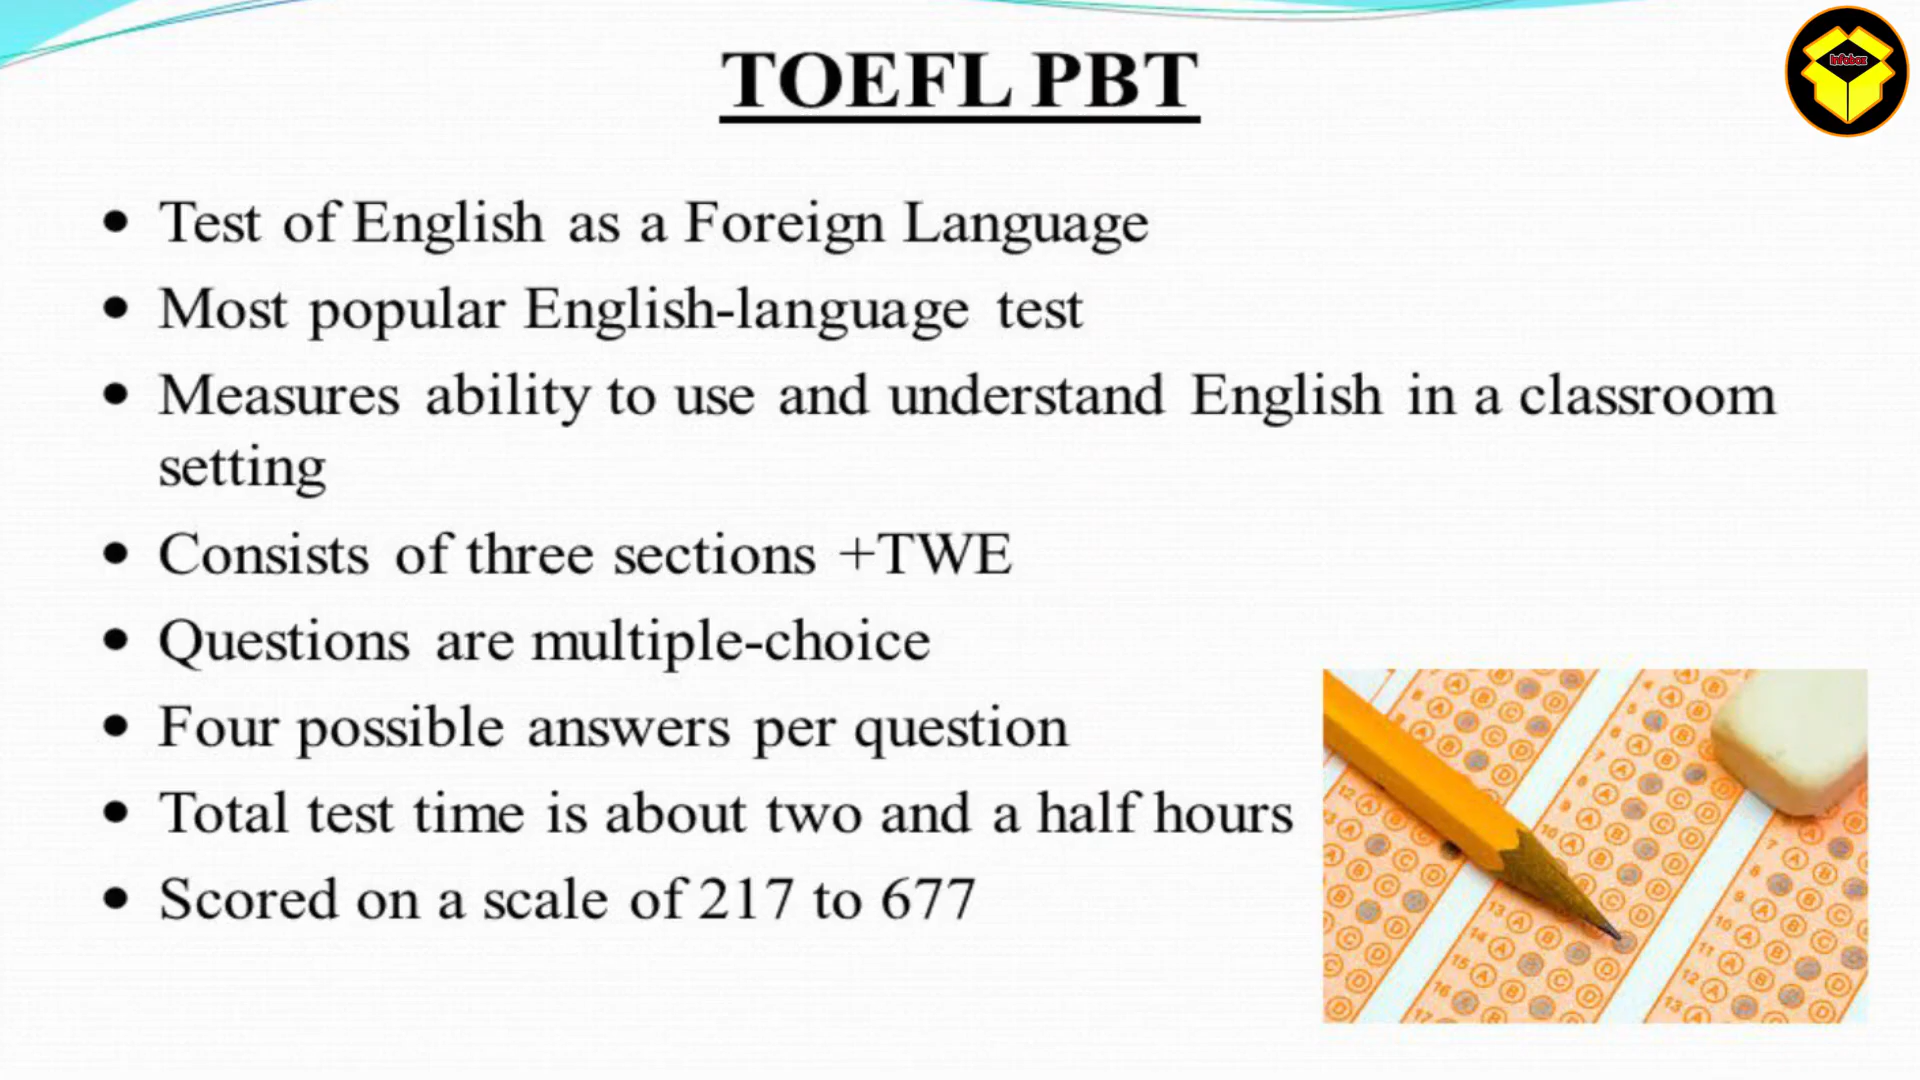 TOEFL PBT
Infobox
• Test of English as a Foreign Language
• Most popular English-language test
• Measures ability to use and understand English in a classroom
setting
• Consists of three sections +TWE
• Questions are multiple-choice
• Four possible answers per question
• Total test time is about two and a half hours
• Scored on a scale of 217 to 677